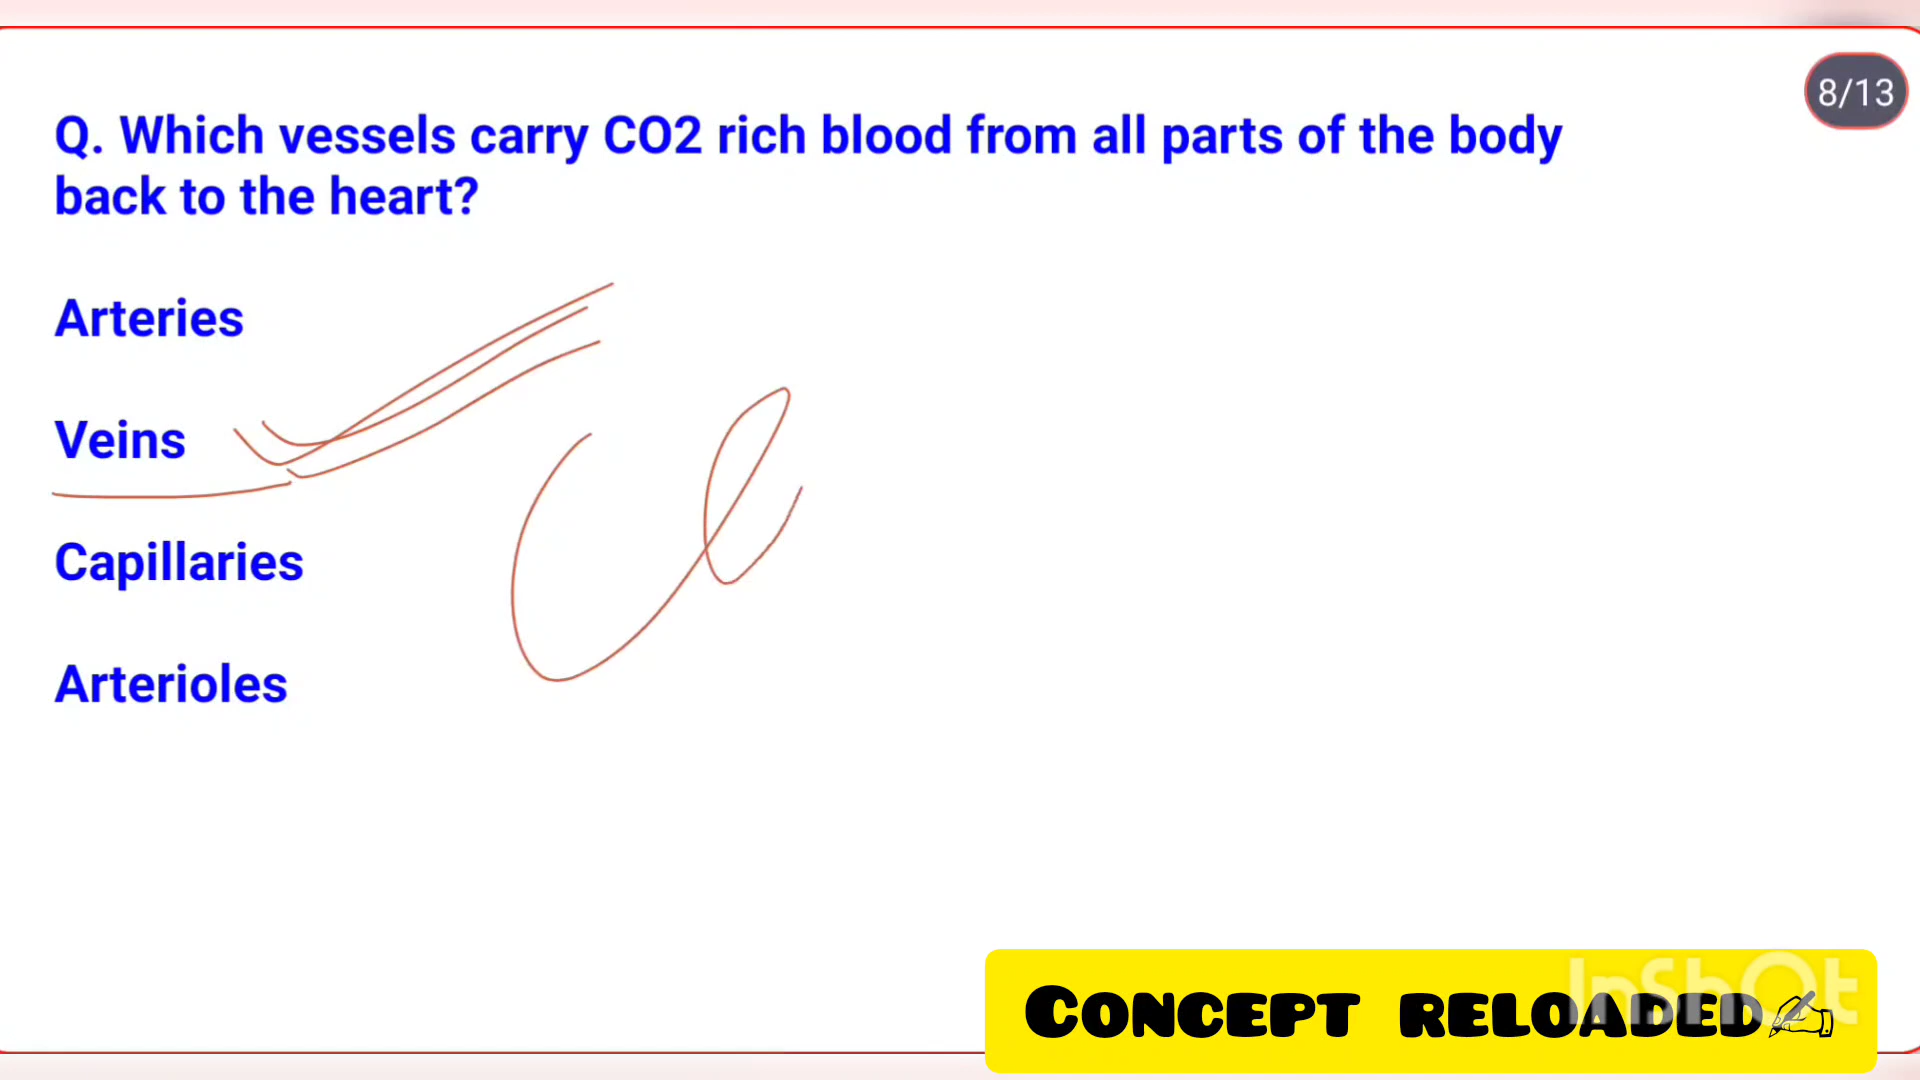 8/13
Q. Which vessels carry CO2 rich blood from all parts of the body
back to the heart?
Arteries
Veins
Capillaries
Arterioles
InShOt
CONCEPT RELOADED✍